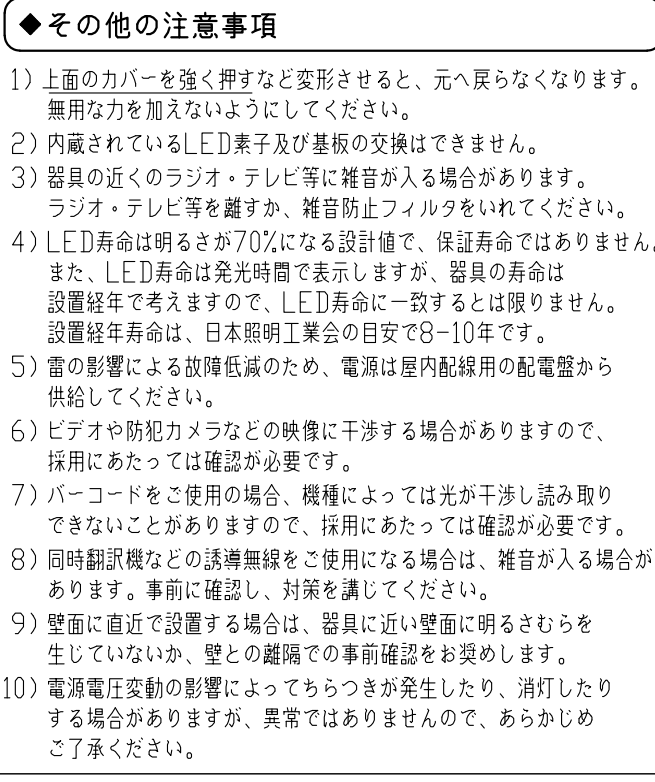 ◆その他の注意事項
1）上面のカバーを強く押すなど変形させると、元へ戻らなくなります。
無用な力を加えないようにしてください。
2）内蔵されているLED素子及び基板の交換はできません。
3）器具の近くのラジオ・テレビ等に雑音が入る場合があります。
ラジオ・テレビ等を離すか、雑音防止フィルタをいれてください。
4）LED寿命は明るさが70%になる設計値で、保証寿命ではありません。
また、LED寿命は発光時間で表示しますが、器具の寿命は
設置経年で考えますので、LED寿命に一致するとは限りません。
設置経年寿命は、日本照明工業会の目安で8-10年です。
5）雷の影響による故障低減のため、電源は屋内配線用の配電盤から
供給してください。
6）ビデオや防犯カメラなどの映像に干渉する場合がありますので、
採用にあたっては確認が必要です。
7）バーコードをご使用の場合、機種によっては光が干渉し読み取り
できないことがありますので、採用にあたっては確認が必要です。
8）同時翻訳機などの誘導無線をご使用になる場合は、雑音が入る場合が
あります。事前に確認し、対策を講じてください。
9）壁面に直近で設置する場合は、器具に近い壁面に明るさむらを
生じていないか、壁との離隔での事前確認をお奨めします。
10）電源電圧変動の影響によってちらつきが発生したり、消灯したり
する場合がありますが、異常ではありませんので、あらかじめ
ご了承ください。